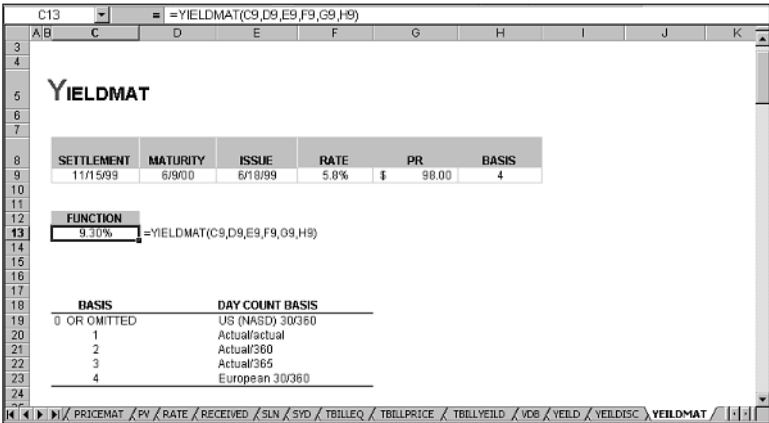 C13 = =YIELDMAT(C9,D9,E9,F9,G9,H9)
A B C D E F G H I J K
3
4
5 YIELDMAT
6
7
8 SETTLEMENT MATURITY ISSUE RATE PR BASIS
9 11/15/99 6/9/00 6/18/99 5.8% $ 98.00 4
10
11
12 FUNCTION
13 9.30% =YIELDMAT(C9,D9,E9,F9,G9,H9)
14
15
16
17
18 BASIS DAY COUNT BASIS
19 0 OR OMITTED US (NASD) 30/360
20 1 Actual/actual
21 2 Actual/360
22 3 Actual/365
23 4 European 30/360
24
PRICEMAT / PV / RATE / RECEIVED / SLN / SYD / TBILLEQ / TBILLPRICE / TBILLYEILD / VDB / YEILD / YEILDISC \ YEILDMAT /